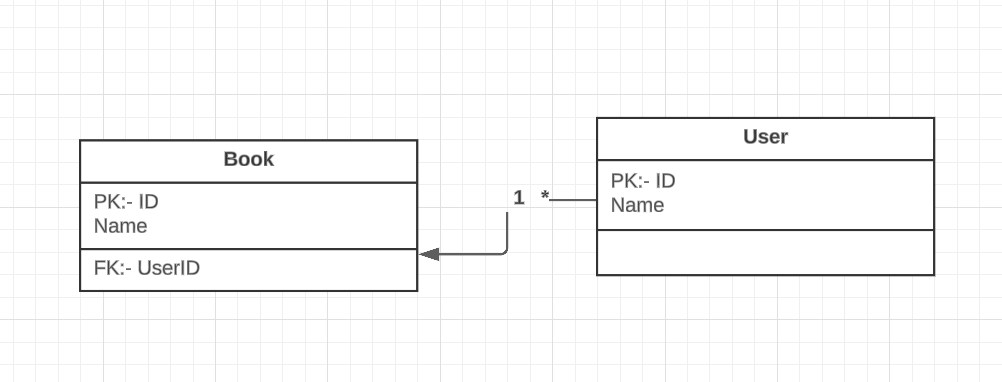 Book
PK:- ID
Name
FK:- UserID
1 *
User
PK:- ID
Name